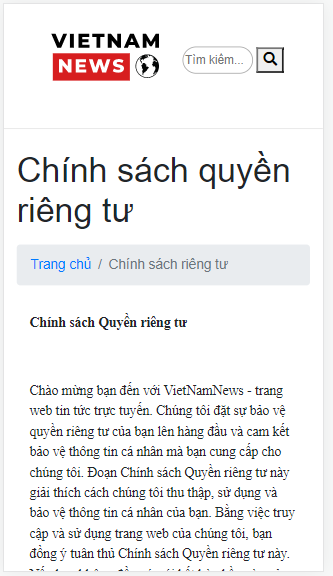 VIETNAM
NEWS
Tìm kiếm...
Chính sách quyền
riêng tư
Trang chủ / Chính sách riêng tư
Chính sách Quyền riêng tư
Chào mừng bạn đến với VietNamNews - trang
web tin tức trực tuyến. Chúng tôi đặt sự bảo vệ
quyền riêng tư của bạn lên hàng đầu và cam kết
bảo vệ thông tin cá nhân mà bạn cung cấp cho
chúng tôi. Đoạn Chính sách Quyền riêng tư này
giải thích cách chúng tôi thu thập, sử dụng và
bảo vệ thông tin cá nhân của bạn. Bằng việc truy
cập và sử dụng trang web của chúng tôi, bạn
đồng ý tuân thủ Chính sách Quyền riêng tư này.